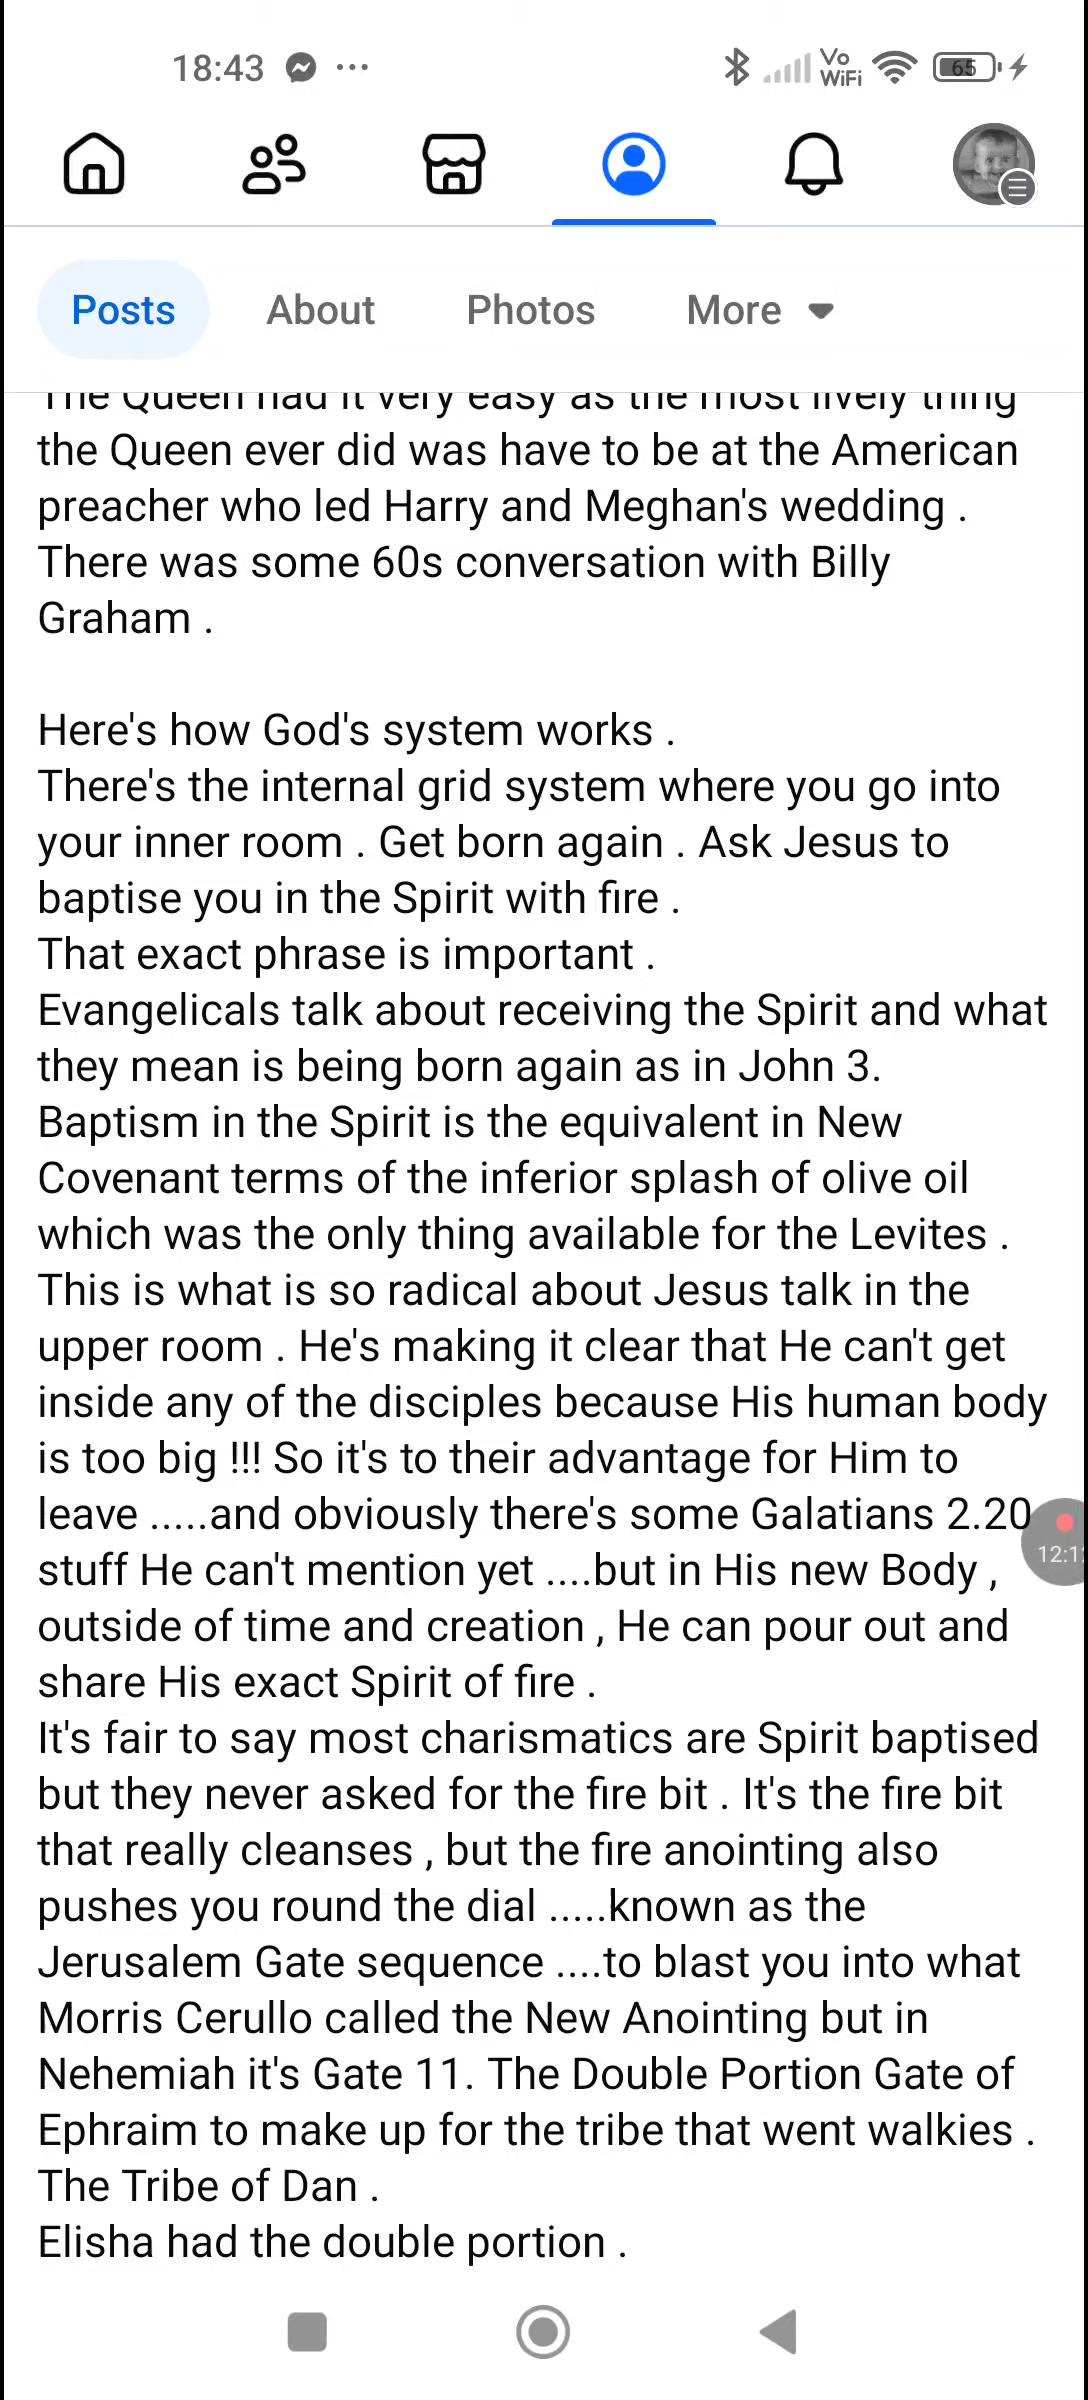 18:43
Vo
WiFi
65
Posts
About
Photos
More
The Queen had it very easy as the most lively thing
the Queen ever did was have to be at the American
preacher who led Harry and Meghan's wedding .
There was some 60s conversation with Billy
Graham .
Here's how God's system works .
There's the internal grid system where you go into
your inner room . Get born again . Ask Jesus to
baptise you in the Spirit with fire .
That exact phrase is important .
Evangelicals talk about receiving the Spirit and what
they mean is being born again as in John 3.
Baptism in the Spirit is the equivalent in New
Covenant terms of the inferior splash of olive oil
which was the only thing available for the Levites .
This is what is so radical about Jesus talk in the
upper room . He's making it clear that He can't get
inside any of the disciples because His human body
is too big !!! So it's to their advantage for Him to
leave .....and obviously there's some Galatians 2.20
stuff He can't mention yet ....but in His new Body ,
outside of time and creation , He can pour out and
share His exact Spirit of fire .
It's fair to say most charismatics are Spirit baptised
but they never asked for the fire bit . It's the fire bit
that really cleanses , but the fire anointing also
pushes you round the dial .....known as the
Jerusalem Gate sequence ....to blast you into what
Morris Cerullo called the New Anointing but in
Nehemiah it's Gate 11. The Double Portion Gate of
Ephraim to make up for the tribe that went walkies .
The Tribe of Dan .
Elisha had the double portion .